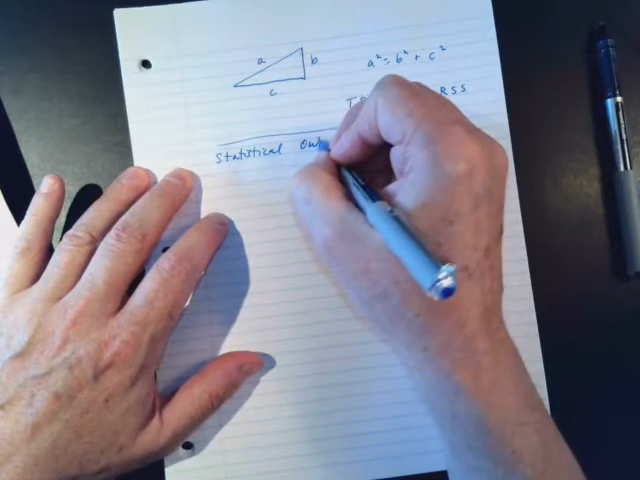 a b
a² = b² + c²
c
RSS
Statistical